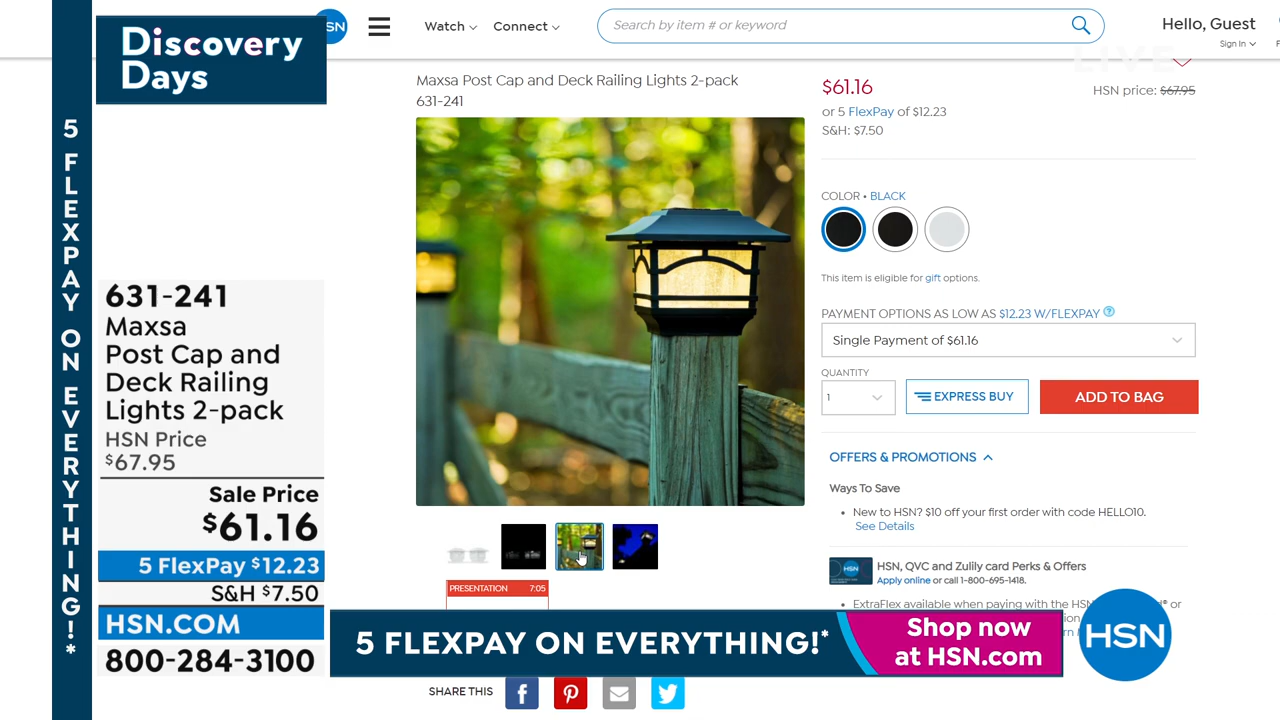 Discovery
Days
5 FLEXPAY ON EVERYTHING!*
631-241
Maxsa
Post Cap and
Deck Railing
Lights 2-pack
HSN Price
$67.95
Sale Price
$61.16
5 FlexPay $12.23
S&H $7.50
HSN.COM
800-284-3100
SN
Watch
Connect
Search by item # or keyword
Hello, Guest
Sign In
LIVE
Maxsa Post Cap and Deck Railing Lights 2-pack
631-241
$61.16
HSN price: $67.95
or 5 FlexPay of $12.23
S&H: $7.50
COLOR • BLACK
This item is eligible for gift options.
PAYMENT OPTIONS AS LOW AS $12.23 W/FLEXPAY ?
Single Payment of $61.16
QUANTITY
1
EXPRESS BUY
ADD TO BAG
OFFERS & PROMOTIONS
Ways To Save
• New to HSN? $10 off your first order with code HELLO10.
See Details
HSN
HSN, QVC and Zulily card Perks & Offers
Apply online or call 1-800-695-1418.
• ExtraFlex available when paying with the HSN
or
PRESENTATION 7:05
5 FLEXPAY ON EVERYTHING!*
Shop now
at HSN.com
HSN
SHARE THIS